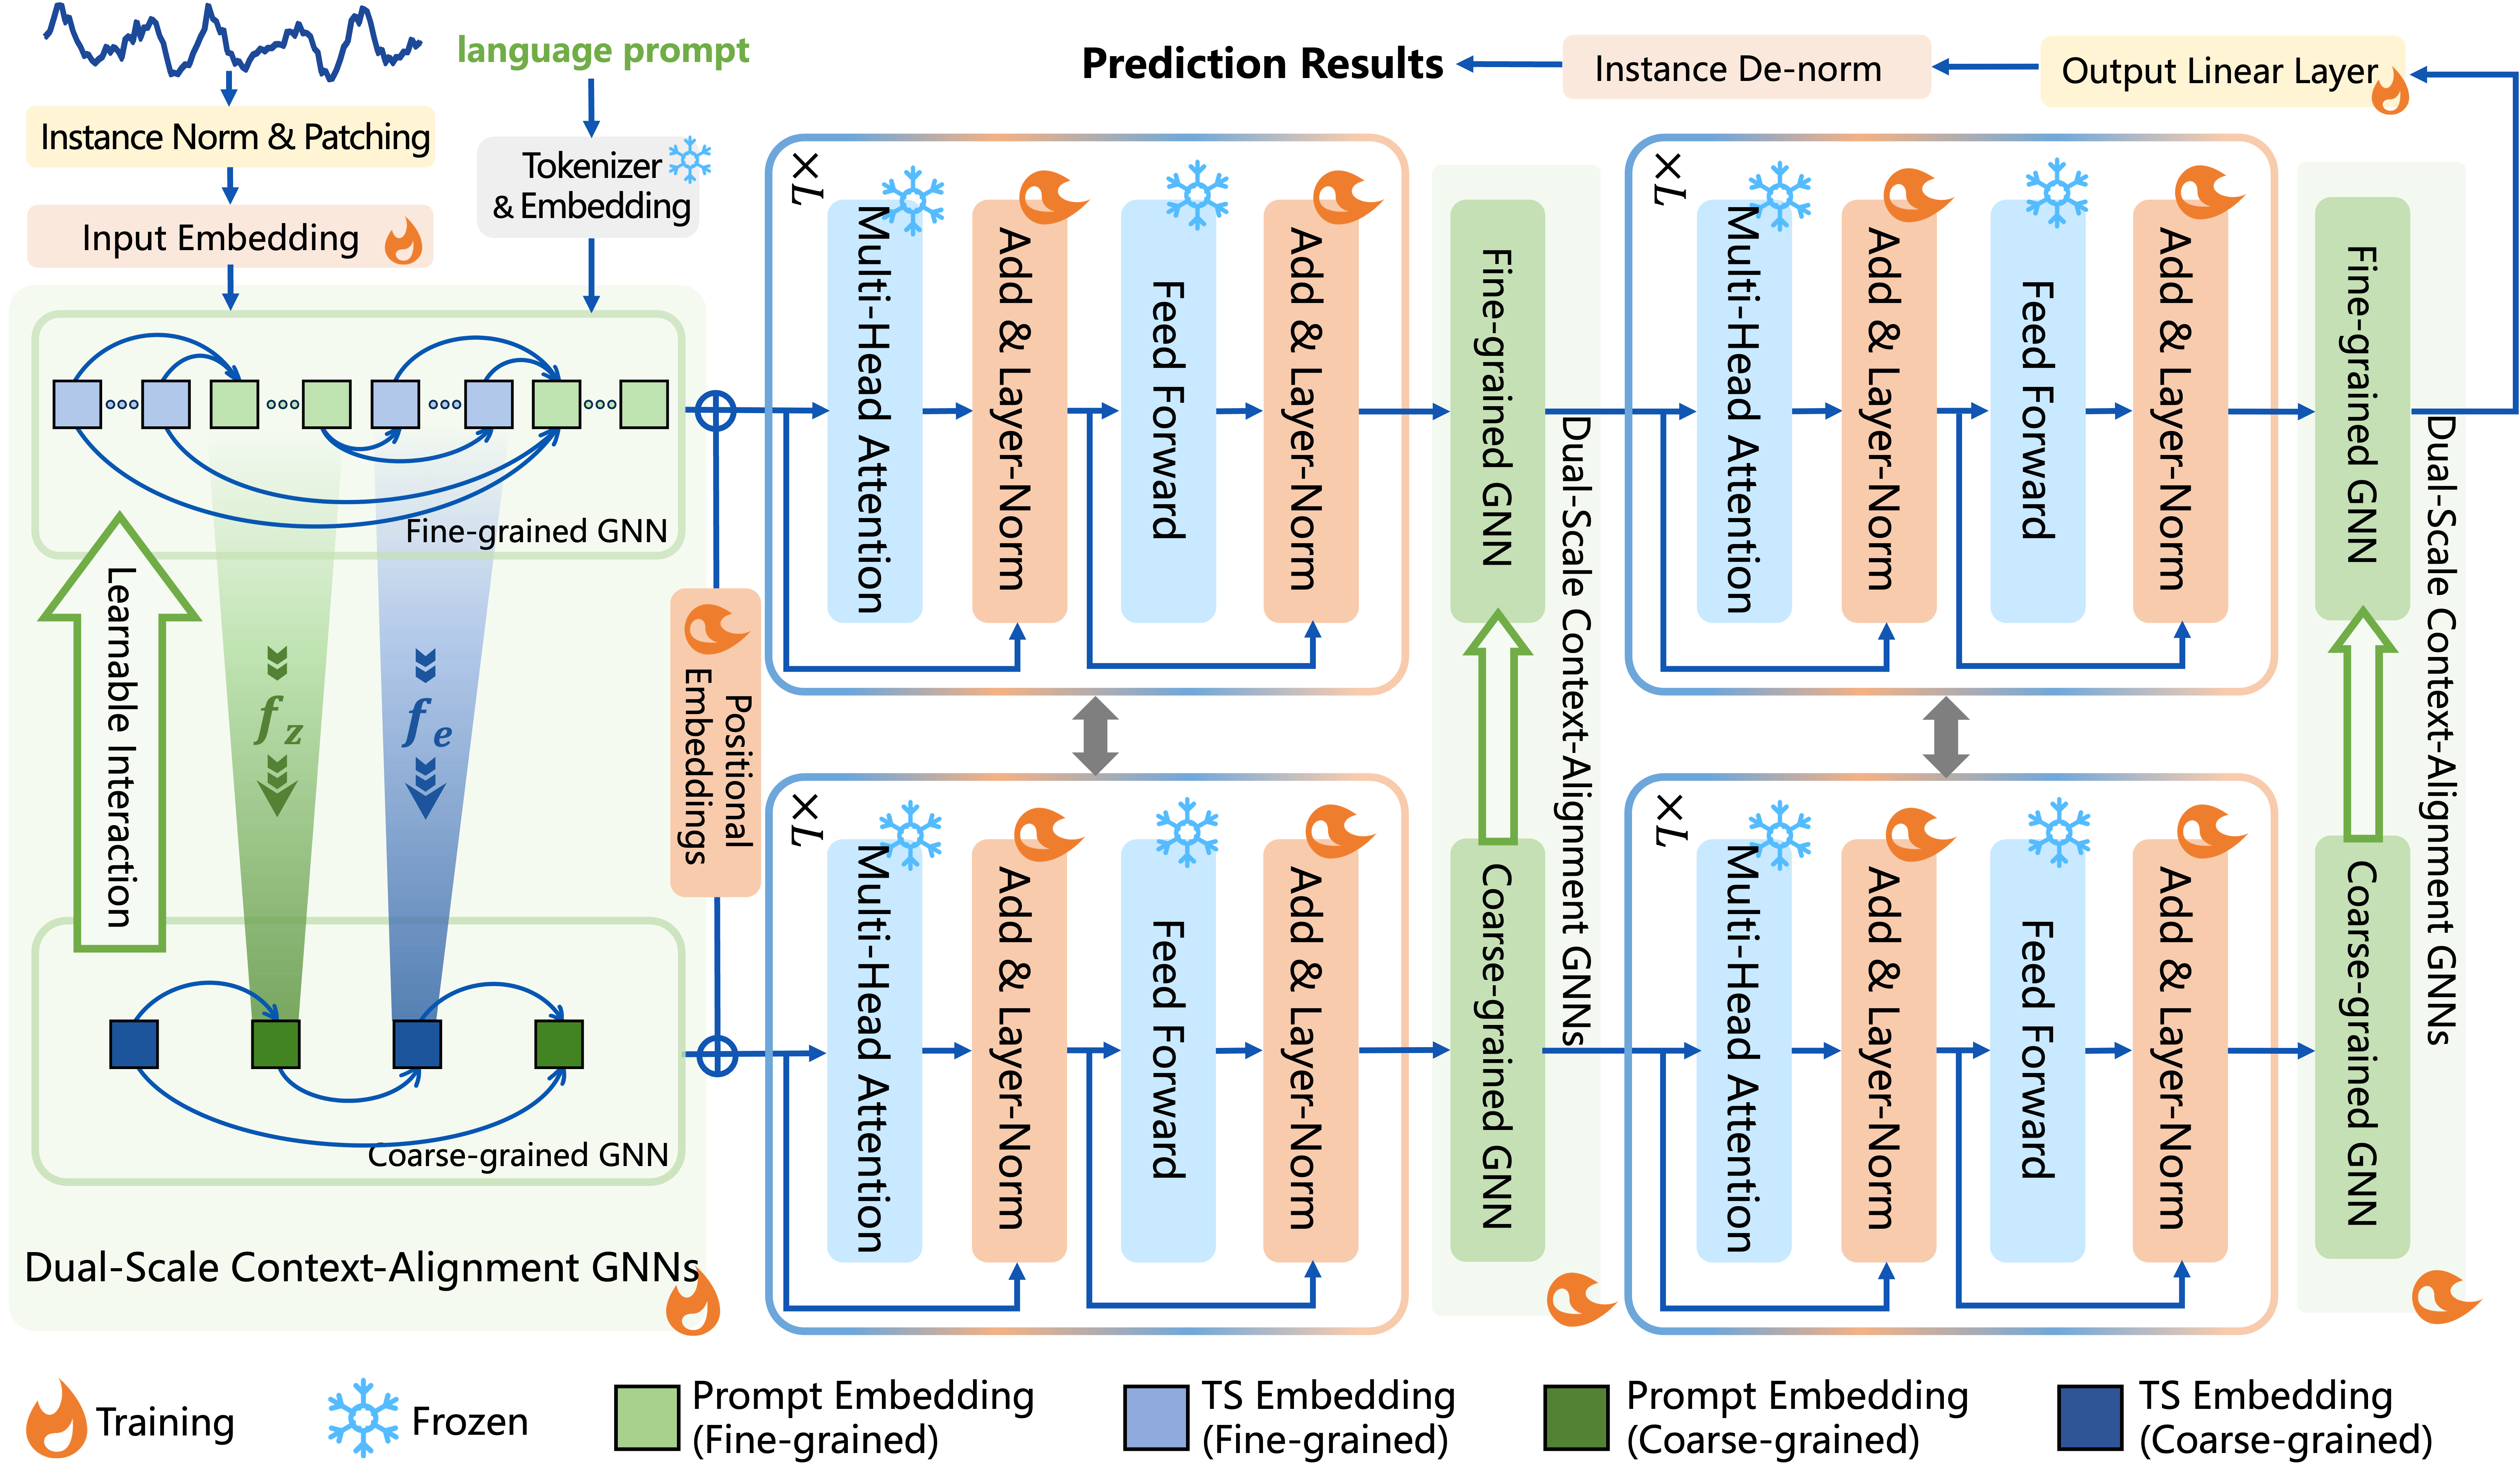 language prompt
Instance Norm & Patching
Input Embedding
Tokenizer
& Embedding
Fine-grained GNN
Learnable Interaction
f z
f e
Coarse-grained GNN
Dual-Scale Context-Alignment GNNs
Positional
Embeddings
Prediction Results
Instance De-norm
Output Linear Layer
×L
Multi-Head Attention
Add & Layer-Norm
Feed Forward
Add & Layer-Norm
Fine-grained GNN
Dual-Scale Context-Alignment GNNs
×L
Multi-Head Attention
Add & Layer-Norm
Feed Forward
Add & Layer-Norm
Fine-grained GNN
Dual-Scale Context-Alignment GNNs
×L
Multi-Head Attention
Add & Layer-Norm
Feed Forward
Add & Layer-Norm
Coarse-grained GNN
×L
Multi-Head Attention
Add & Layer-Norm
Feed Forward
Add & Layer-Norm
Coarse-grained GNN
Training
Frozen
Prompt Embedding
(Fine-grained)
TS Embedding
(Fine-grained)
Prompt Embedding
(Coarse-grained)
TS Embedding
(Coarse-grained)